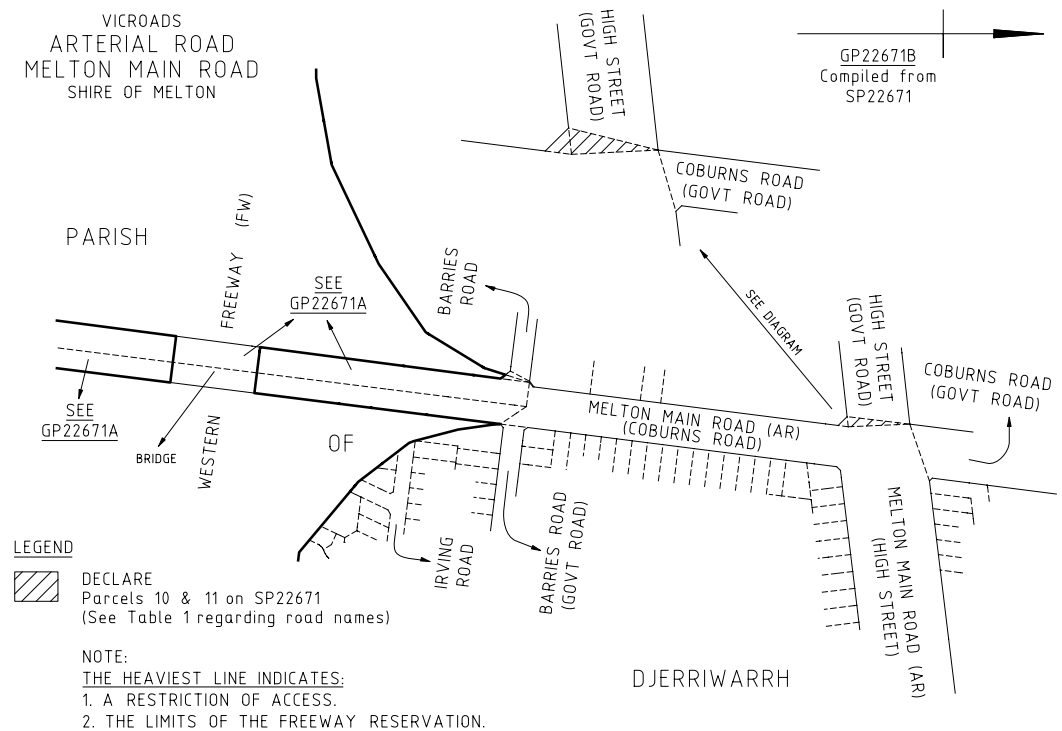 VICROADS
ARTERIAL ROAD
MELTON MAIN ROAD
SHIRE OF MELTON
HIGH STREET
(GOVT ROAD)
GP22671B
Compiled from
SP22671
COBURNS ROAD
(GOVT ROAD)
PARISH
FREEWAY (FW)
SEE
GP22671A
BARRIES
ROAD
SEE DIAGRAM
HIGH STREET
(GOVT ROAD)
COBURNS ROAD
(GOVT ROAD)
SEE
GP22671A
BRIDGE
WESTERN
OF
MELTON MAIN ROAD (AR)
(COBURNS ROAD)
IRVING
ROAD
BARRIES ROAD
(GOVT ROAD)
MELTON MAIN ROAD (AR)
(HIGH STREET)
LEGEND
DECLARE
Parcels 10 & 11 on SP22671
(See Table 1 regarding road names)
NOTE:
THE HEAVIEST LINE INDICATES:
1. A RESTRICTION OF ACCESS.
2. THE LIMITS OF THE FREEWAY RESERVATION.
DJERRIWARRH